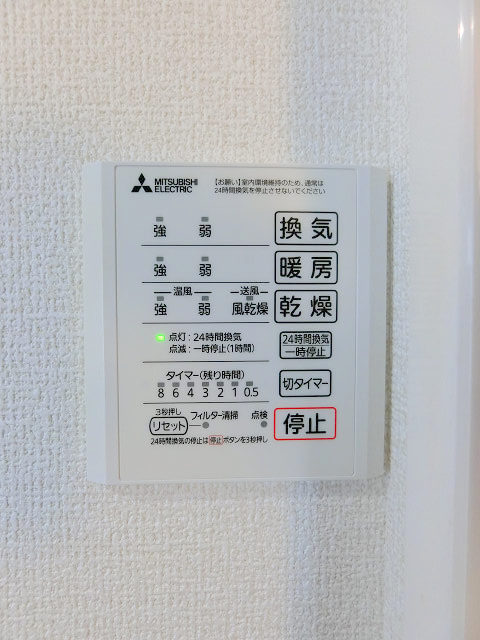 MITSUBISHI ELECTRIC
【お願い】室内環境維持のため、通常は
24時間換気を停止させないでください
強 弱 換気
強 弱 暖房
温風 送風
強 弱 風乾燥 乾燥
点灯:24時間換気
点滅:一時停止(1時間)
24時間換気
一時停止
タイマー(残り時間)
8 6 4 3 2 1 0.5
切タイマー
3秒押し
リセット フィルター清掃 点検
停止
24時間換気の停止は停止ボタンを3秒押し